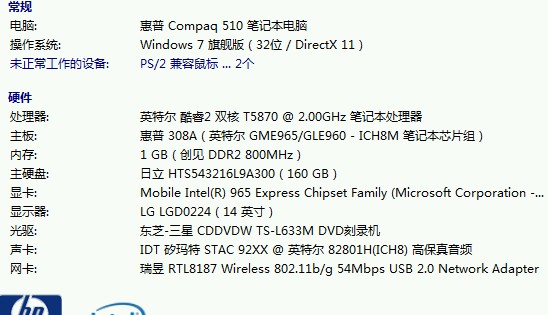 常规
电脑: 惠普 Compaq 510 笔记本电脑
操作系统: Windows 7 旗舰版 ( 32位 / DirectX 11 )
未正常工作的设备: PS/2 兼容鼠标 ... 2个
硬件
处理器: 英特尔 酷睿2 双核 T5870 @ 2.00GHz 笔记本处理器
主板: 惠普 308A ( 英特尔 GME965/GLE960 - ICH8M 笔记本芯片组 )
内存: 1 GB ( 创见 DDR2 800MHz )
主硬盘: 日立 HTS543216L9A300 ( 160 GB )
显卡: Mobile Intel(R) 965 Express Chipset Family (Microsoft Corporation -...
显示器: LG LGD0224 ( 14 英寸 )
光驱: 东芝-三星 CDDVDW TS-L633M DVD刻录机
声卡: IDT 矽玛特 STAC 92XX @ 英特尔 82801H(ICH8) 高保真音频
网卡: 瑞昱 RTL8187 Wireless 802.11b/g 54Mbps USB 2.0 Network Adapter
hp